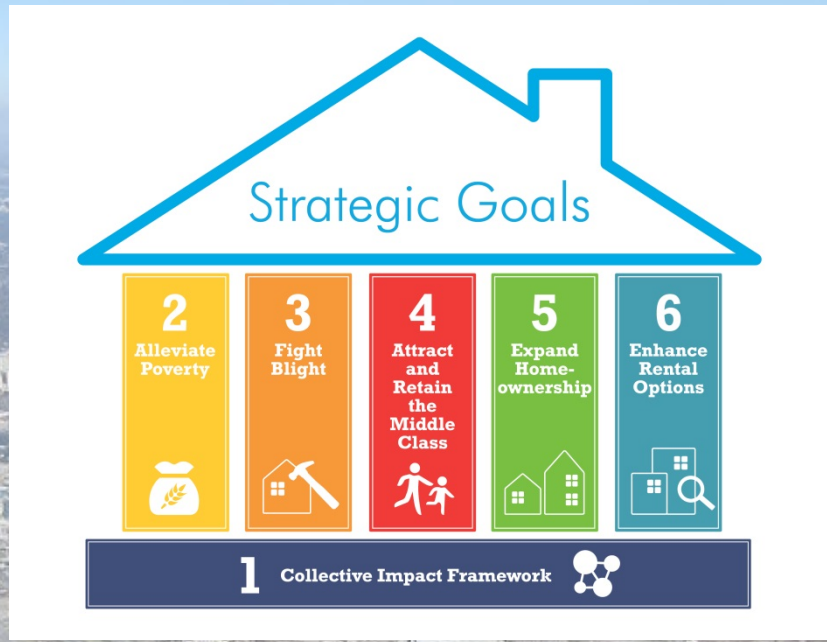 Strategic Goals
2
Alleviate
Poverty
3
Fight
Blight
4
Attract
and
Retain
the
Middle
Class
5
Expand
Home-
ownership
6
Enhance
Rental
Options
1 Collective Impact Framework